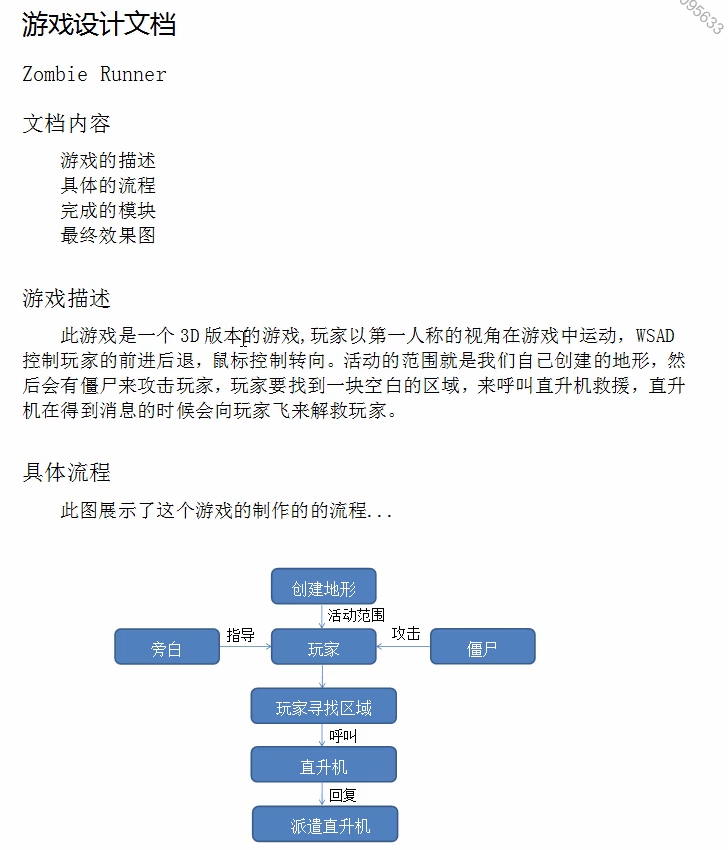 095633
游戏设计文档
Zombie Runner
文档内容
游戏的描述
具体的流程
完成的模块
最终效果图
游戏描述
此游戏是一个 3D 版本的游戏,玩家以第一人称的视角在游戏中运动，WSAD
控制玩家的前进后退，鼠标控制转向。活动的范围就是我们自己创建的地形，然
后会有僵尸来攻击玩家，玩家要找到一块空白的区域，来呼叫直升机救援，直升
机在得到消息的时候会向玩家飞来解救玩家。
具体流程
此图展示了这个游戏的制作的的流程...
创建地形
活动范围
旁白
指导
玩家
攻击
僵尸
玩家寻找区域
呼叫
直升机
回复
派遣直升机